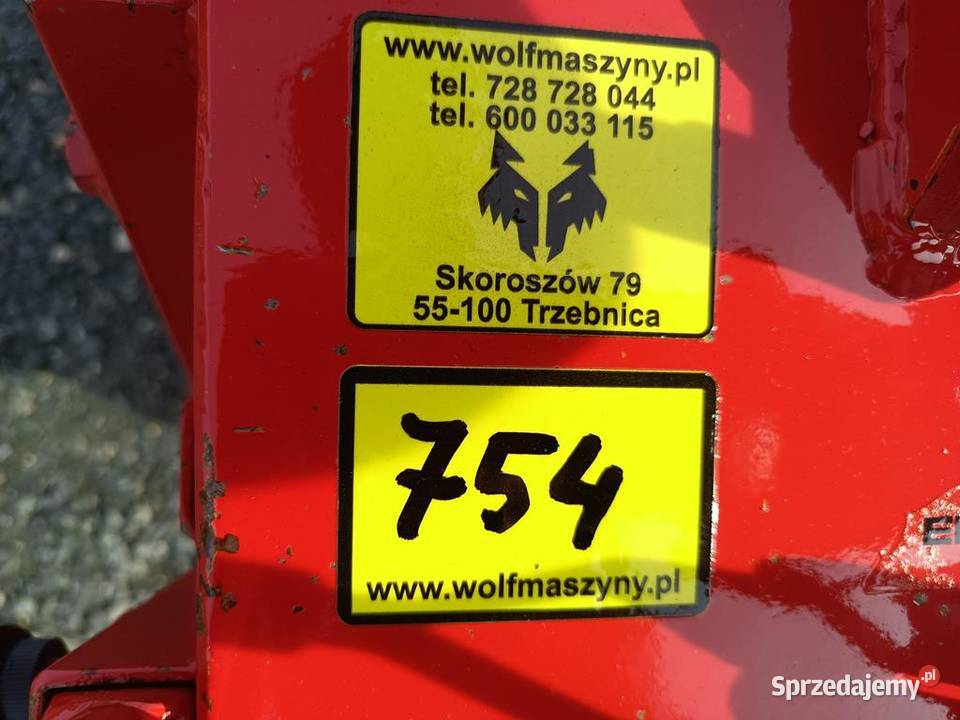 www.wolfmaszyny.pl
tel. 728 728 044
tel. 600 033 115
Skoroszów 79
55-100 Trzebnica
754
www.wolfmaszyny.pl
Sprzedajemy.pl